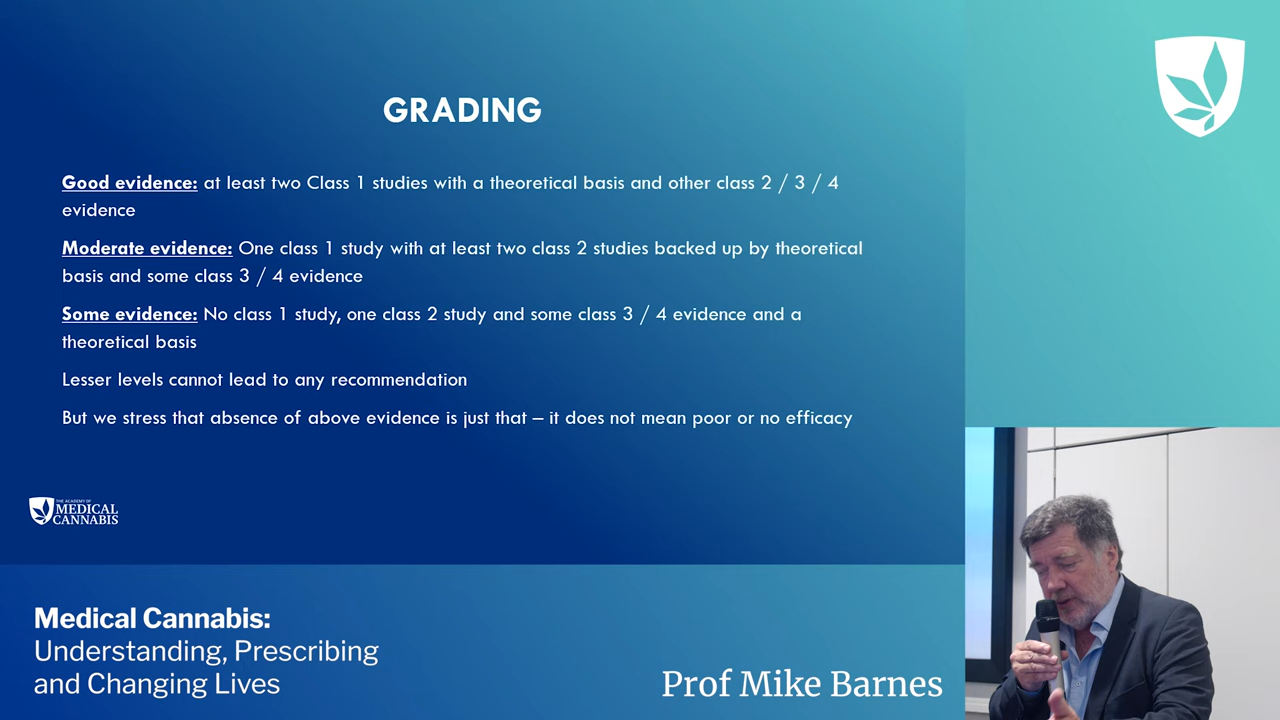 GRADING
Good evidence: at least two Class 1 studies with a theoretical basis and other class 2 / 3 / 4
evidence
Moderate evidence: One class 1 study with at least two class 2 studies backed up by theoretical
basis and some class 3 / 4 evidence
Some evidence: No class 1 study, one class 2 study and some class 3 / 4 evidence and a
theoretical basis
Lesser levels cannot lead to any recommendation
But we stress that absence of above evidence is just that – it does not mean poor or no efficacy
THE ACADEMY OF
MEDICAL
CANNABIS
Medical Cannabis:
Understanding, Prescribing
and Changing Lives
Prof Mike Barnes